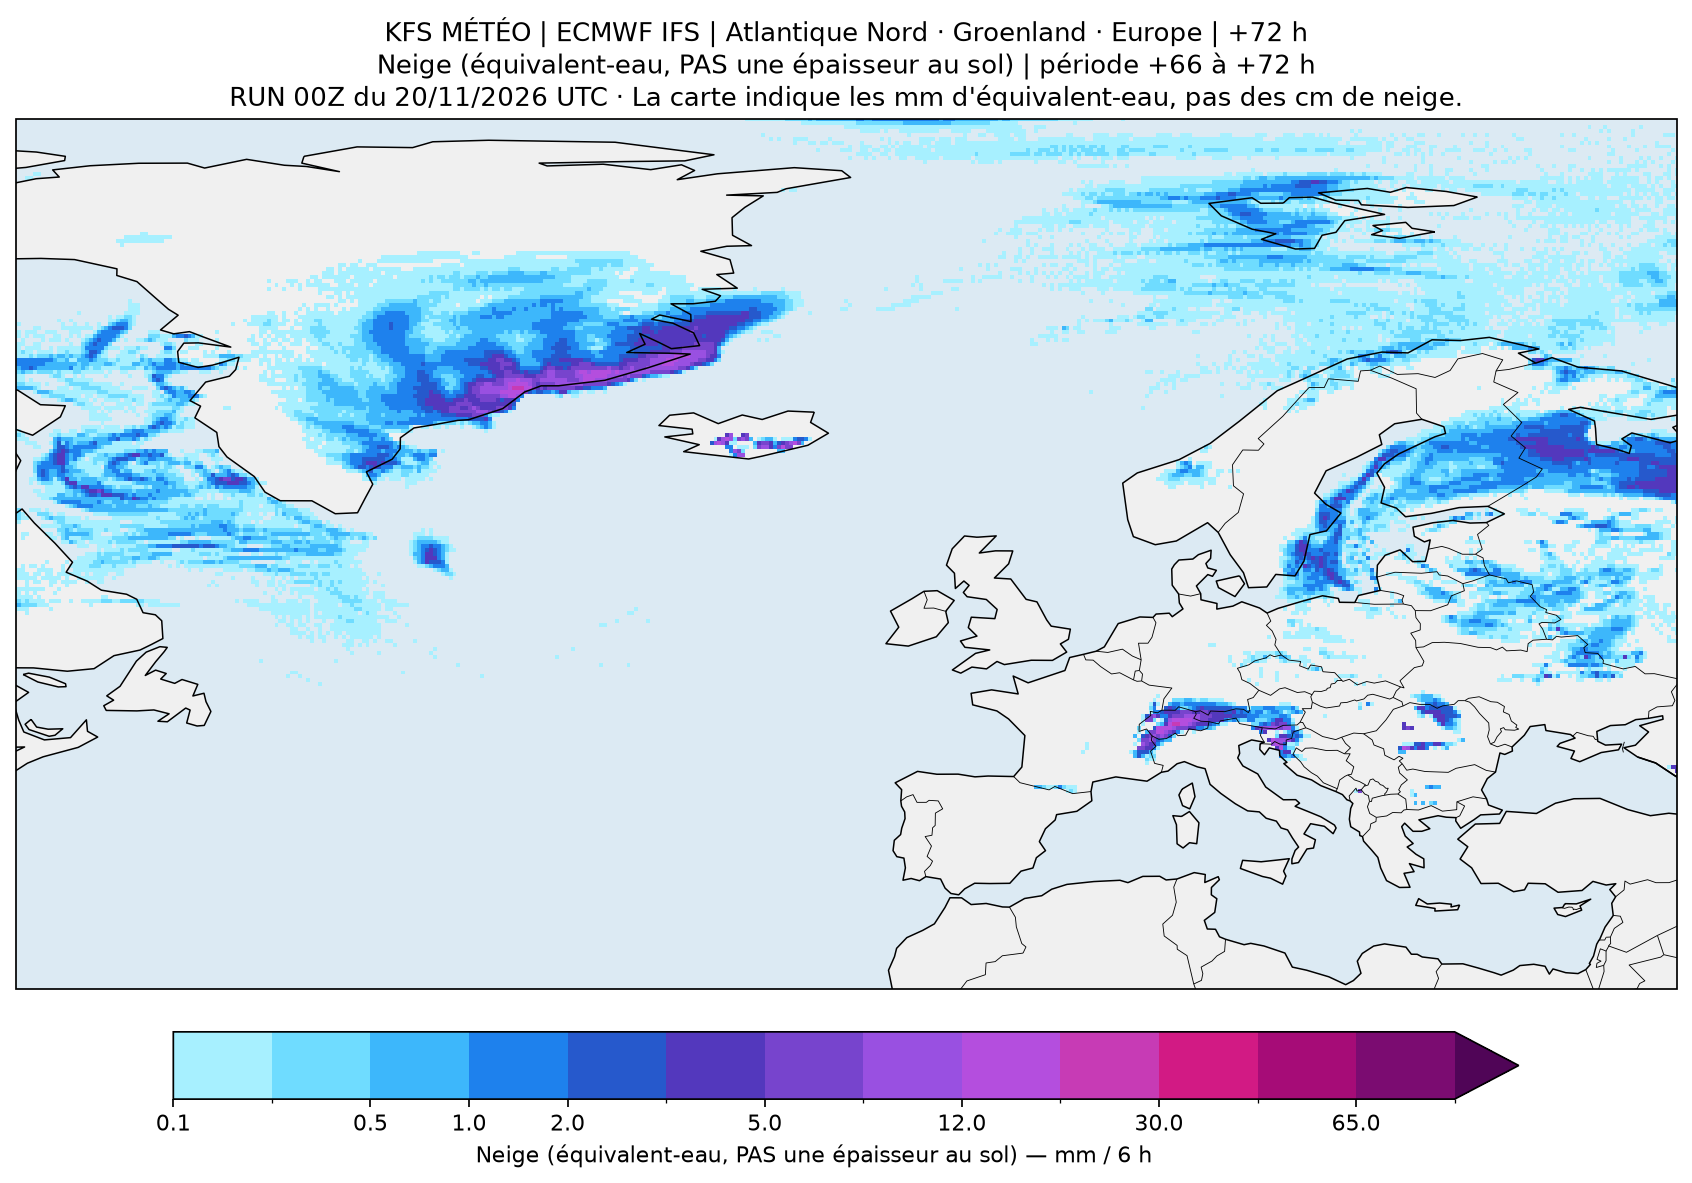 KFS MÉTÉO | ECMWF IFS | Atlantique Nord · Groenland · Europe | +72 h
Neige (équivalent-eau, PAS une épaisseur au sol) | période +66 à +72 h
RUN 00Z du 20/11/2026 UTC · La carte indique les mm d'équivalent-eau, pas des cm de neige.
0.1 0.5 1.0 2.0 5.0 12.0 30.0 65.0
Neige (équivalent-eau, PAS une épaisseur au sol) — mm / 6 h